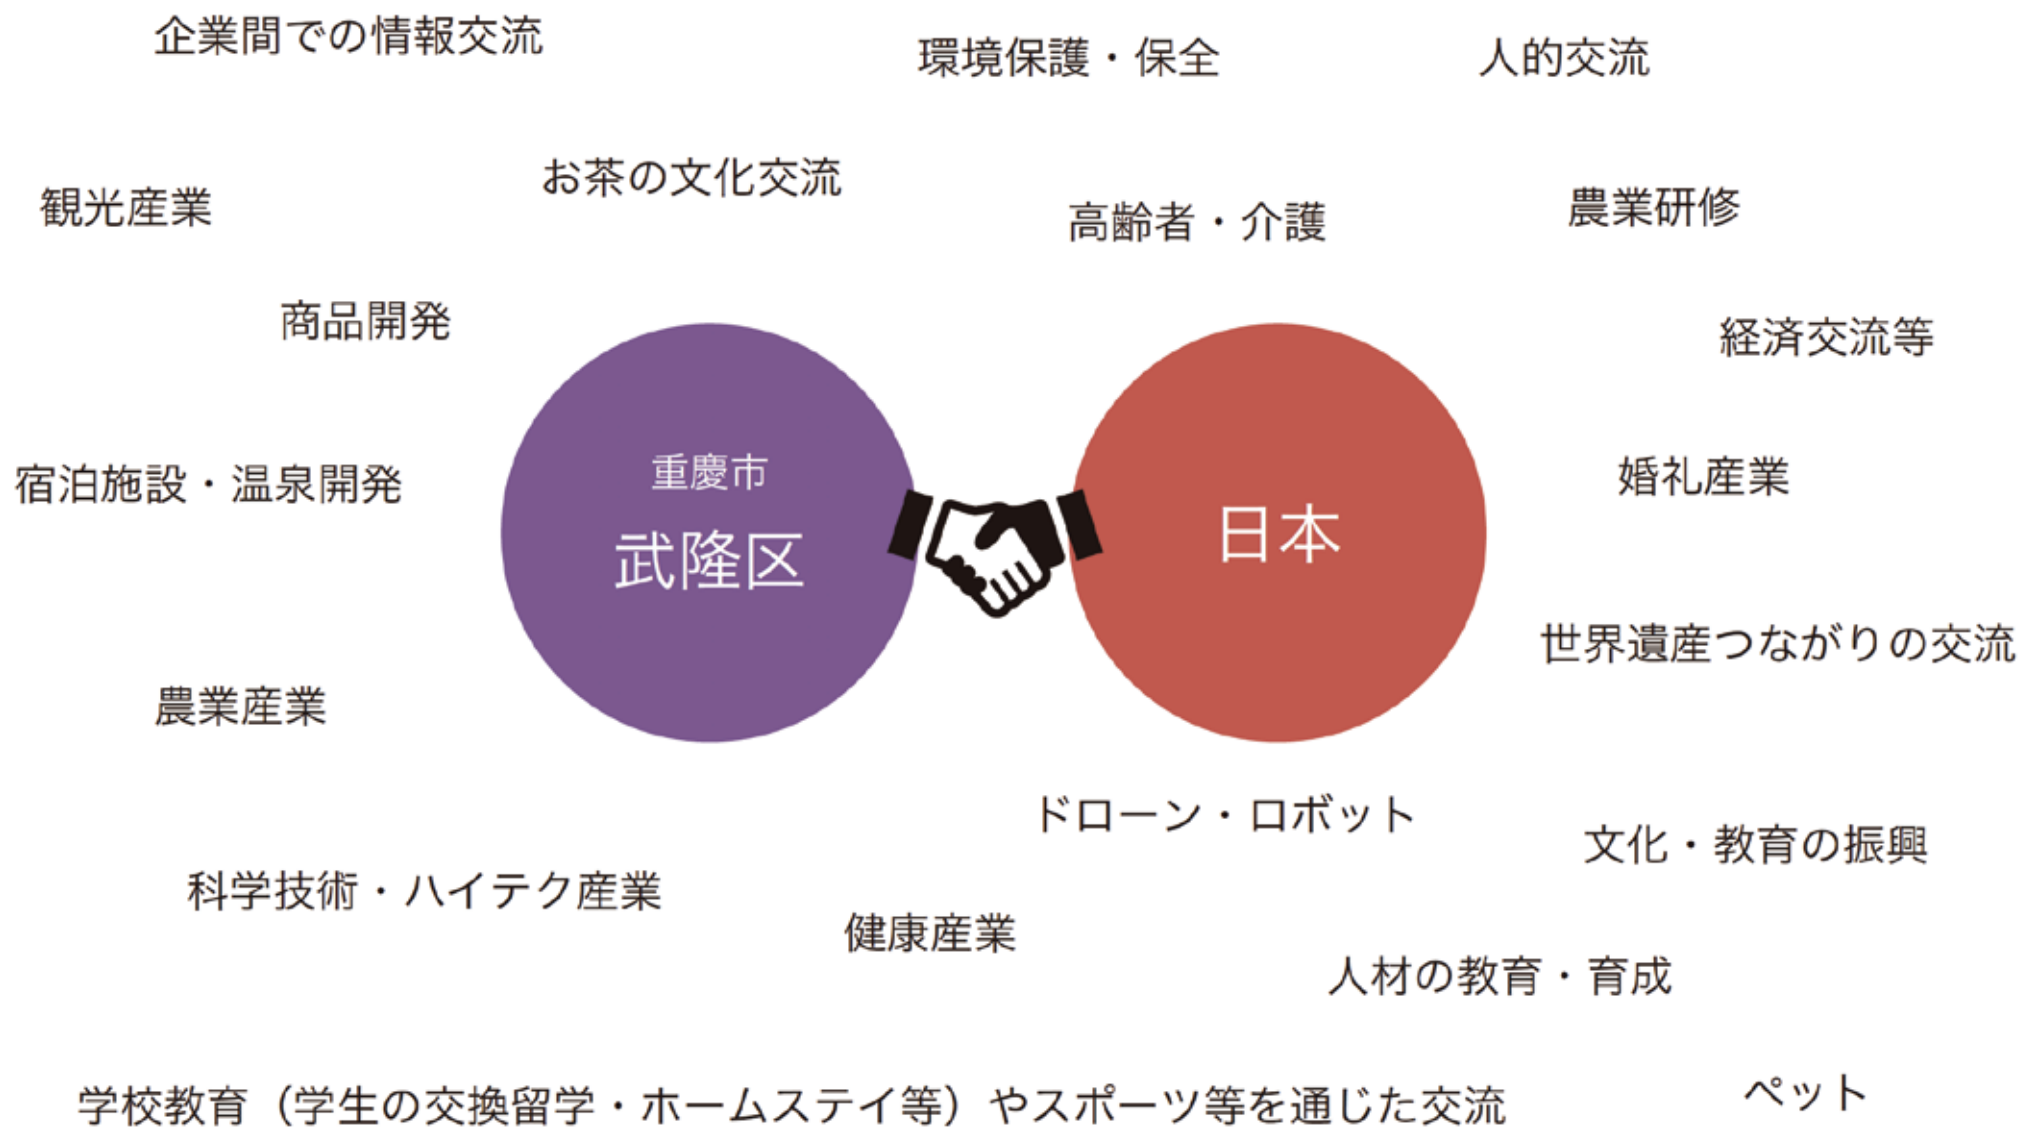 企業間での情報交流
環境保護・保全
人的交流
お茶の文化交流
観光産業
高齢者・介護
農業研修
商品開発
経済交流等
重慶市
武隆区
日本
宿泊施設・温泉開発
婚礼産業
世界遺産つながりの交流
農業産業
ドローン・ロボット
文化・教育の振興
科学技術・ハイテク産業
健康産業
人材の教育・育成
学校教育（学生の交換留学・ホームステイ等）やスポーツ等を通じた交流
ペット